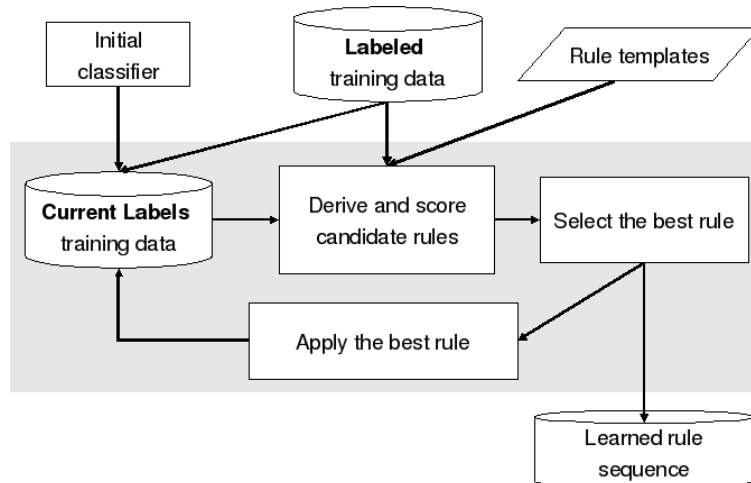 Initial
classifier
Labeled
training data
Rule templates
Current Labels
training data
Derive and score
candidate rules
Select the best rule
Apply the best rule
Learned rule
sequence